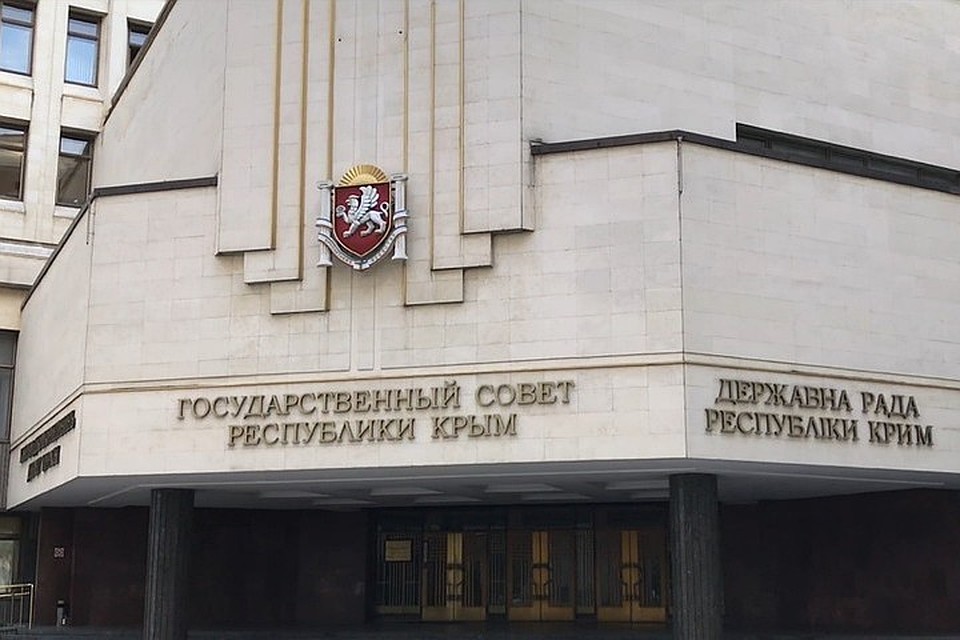 ГОСУДАРСТВЕННЫЙ СОВЕТ
РЕСПУБЛИКИ КРЫМ
ДЕРЖАВНА РАДА
РЕСПУБЛІКИ КРИМ